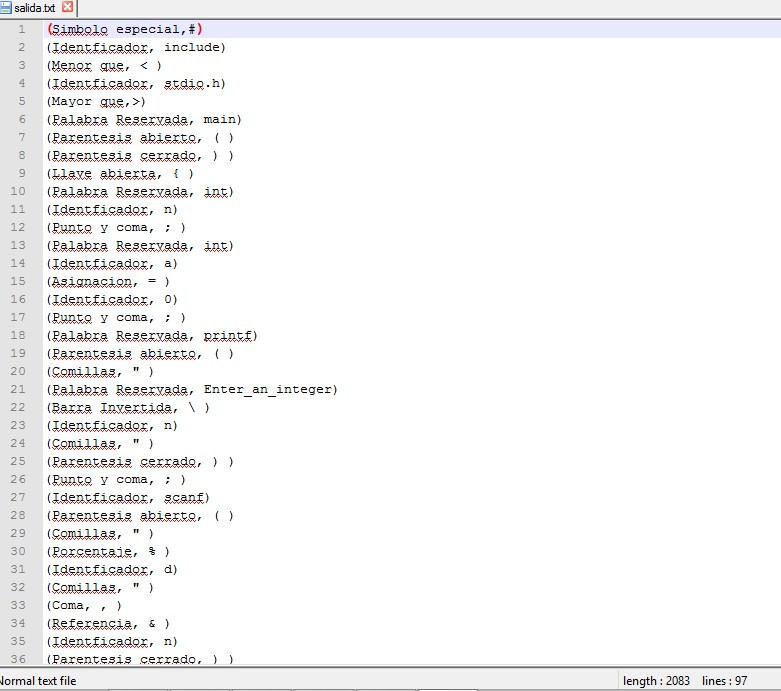 salida.txt
1 (Simbolo especial,#)
2 (Identficador, include)
3 (Menor que, < )
4 (Identficador, stdio.h)
5 (Mayor que,>)
6 (Palabra Reservada, main)
7 (Parentesis abierto, ( )
8 (Parentesis cerrado, ) )
9 (Llave abierta, { )
10 (Palabra Reservada, int)
11 (Identficador, n)
12 (Punto y coma, ; )
13 (Palabra Reservada, int)
14 (Identficador, a)
15 (Asignacion, = )
16 (Identficador, 0)
17 (Punto y coma, ; )
18 (Palabra Reservada, printf)
19 (Parentesis abierto, ( )
20 (Comillas, " )
21 (Palabra Reservada, Enter_an_integer)
22 (Barra Invertida, \ )
23 (Identficador, n)
24 (Comillas, " )
25 (Parentesis cerrado, ) )
26 (Punto y coma, ; )
27 (Identficador, scanf)
28 (Parentesis abierto, ( )
29 (Comillas, " )
30 (Porcentaje, % )
31 (Identficador, d)
32 (Comillas, " )
33 (Coma, , )
34 (Referencia, & )
35 (Identficador, n)
36 (Parentesis cerrado, ) )
Normal text file length : 2083 lines : 97